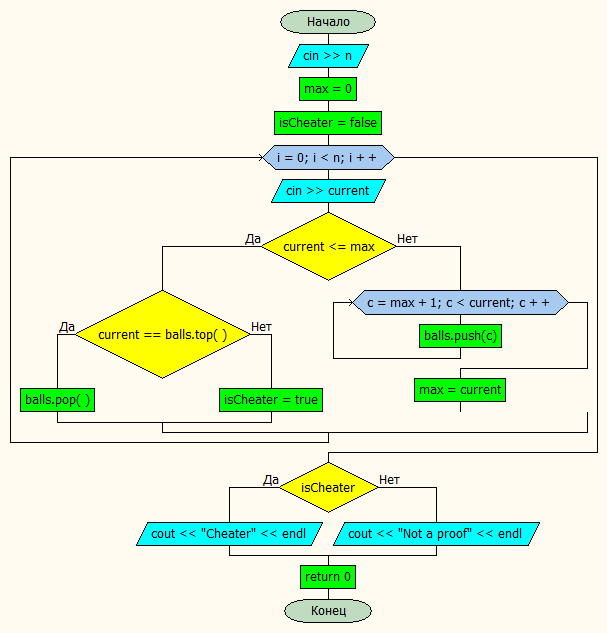 Начало
cin >> n
max = 0
isCheater = false
i = 0; i < n; i + +
cin >> current
Да
current <= max
Нет
c = max + 1; c < current; c + +
Да
current == balls.top( )
Нет
balls.push(c)
balls.pop( )
isCheater = true
max = current
Да
isCheater
Нет
cout << "Cheater" << endl
cout << "Not a proof" << endl
return 0
Конец